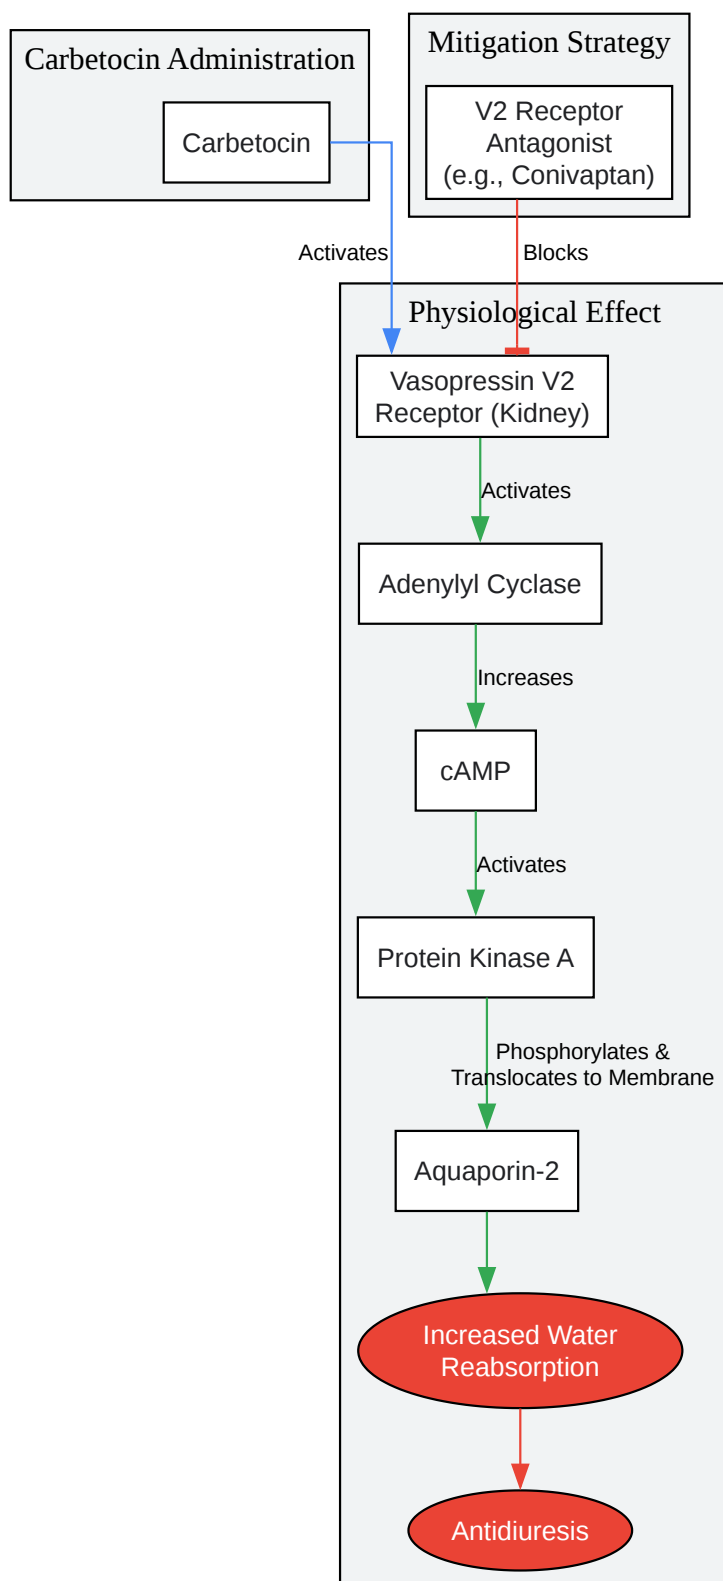 Carbetocin Administration
Carbetocin
Mitigation Strategy
V2 Receptor
Antagonist
(e.g., Conivaptan)
Activates
Blocks
Physiological Effect
Vasopressin V2
Receptor (Kidney)
Activates
Adenylyl Cyclase
Increases
cAMP
Activates
Protein Kinase A
Phosphorylates &
Translocates to Membrane
Aquaporin-2
Increased Water
Reabsorption
Antidiuresis